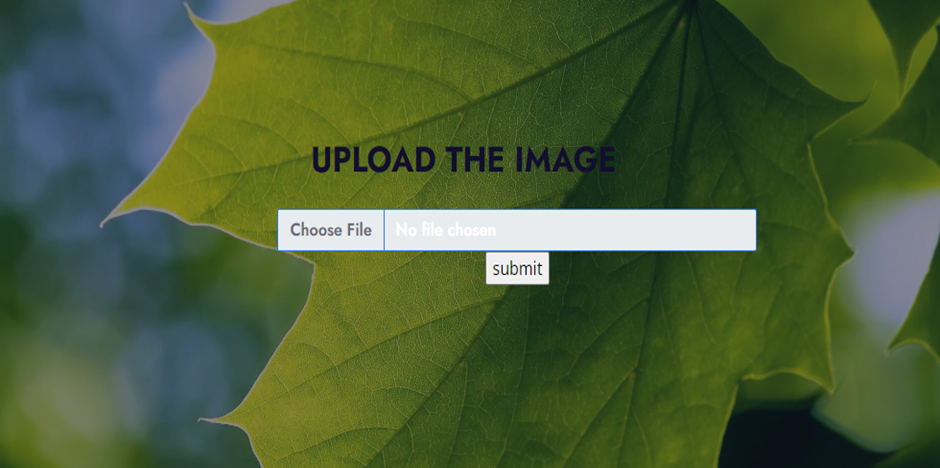 UPLOAD THE IMAGE
Choose File No file chosen
submit